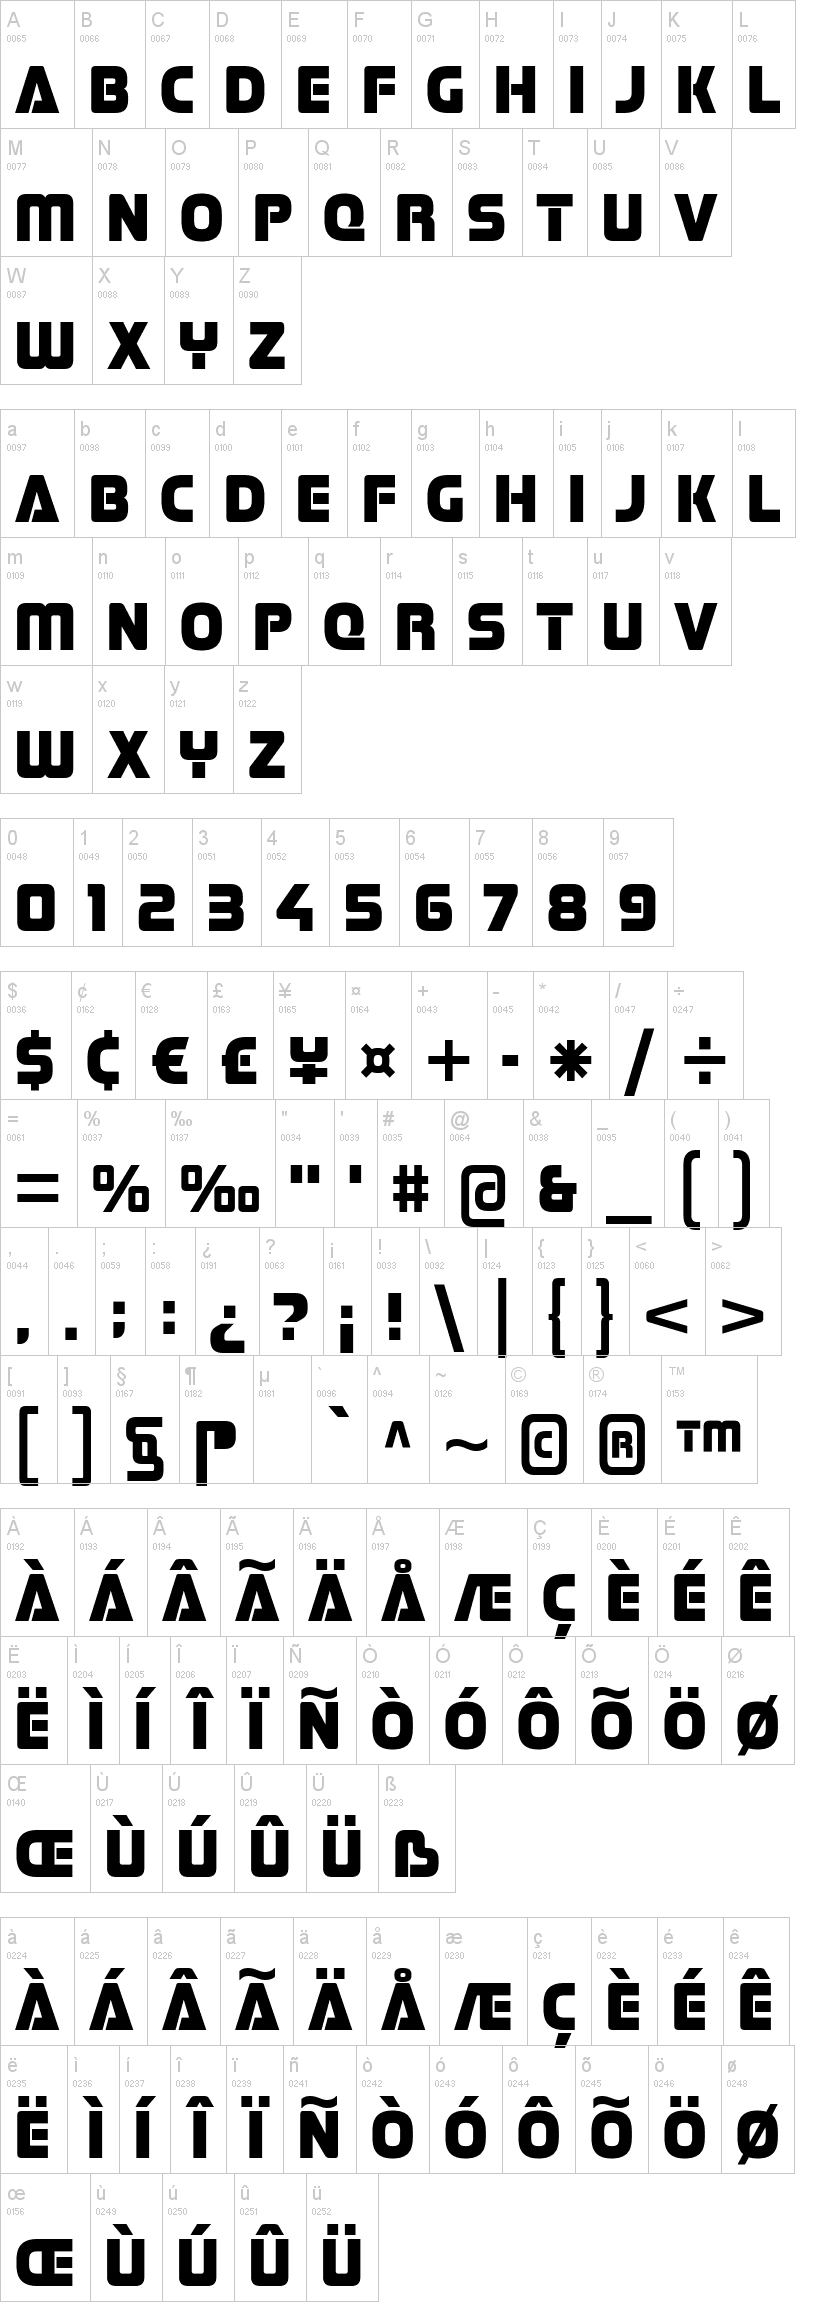 A B C D E F G H I J K L
0065 0066 0067 0068 0069 0070 0071 0072 0073 0074 0075 0076
A B C D E F G H I J K L
M N O P Q R S T U V
0077 0078 0079 0080 0081 0082 0083 0084 0085 0086
M N O P Q R S T U V
W X Y Z
0087 0088 0089 0090
W X Y Z
a b c d e f g h i j k l
0097 0098 0099 0100 0101 0102 0103 0104 0105 0106 0107 0108
A B C D E F G H I J K L
m n o p q r s t u v
0109 0110 0111 0112 0113 0114 0115 0116 0117 0118
M N O P Q R S T U V
w x y z
0119 0120 0121 0122
W X Y Z
0 1 2 3 4 5 6 7 8 9
0048 0049 0050 0051 0052 0053 0054 0055 0056 0057
0 1 2 3 4 5 6 7 8 9
$ ¢ € £ ¥ ¤ + - * / ÷
0036 0162 0128 0163 0165 0164 0043 0045 0042 0047 0247
$ ¢ € £ ¥ ¤ + - * / ÷
= % ‰ " ' # @ & _ ( )
0061 0037 0137 0034 0039 0035 0064 0038 0095 0040 0041
= % ‰ " ' # @ & _ ( )
, . ; : ¿ ? ¡ ! \ | { } < >
0044 0046 0059 0058 0191 0063 0161 0033 0092 0124 0123 0125 0060 0062
, . ; : ¿ ? ¡ ! \ | { } < >
[ ] § ¶ µ ` ^ ~ © ® ™
0091 0093 0167 0182 0181 0096 0094 0126 0169 0174 0153
[ ] § ¶ ` ^ ~ © ® ™
À Á Â Ã Ä Å Æ Ç È É Ê
0192 0193 0194 0195 0196 0197 0198 0199 0200 0201 0202
À Á Â Ã Ä Å Æ Ç È É Ê
Ë Ì Í Î Ï Ñ Ò Ó Ô Õ Ö Ø
0203 0204 0205 0206 0207 0209 0210 0211 0212 0213 0214 0216
Ë Ì Í Î Ï Ñ Ò Ó Ô Õ Ö Ø
Œ Ù Ú Û Ü ß
0140 0217 0218 0219 0220 0223
Œ Ù Ú Û Ü ß
à á â ã ä å æ ç è é ê
0224 0225 0226 0227 0228 0229 0230 0231 0232 0233 0234
À Á Â Ã Ä Å Æ Ç È É Ê
ë ì í î ï ñ ò ó ô õ ö ø
0235 0236 0237 0238 0239 0241 0242 0243 0244 0245 0246 0248
Ë Ì Í Î Ï Ñ Ò Ó Ô Õ Ö Ø
œ ù ú û ü
0156 0249 0250 0251 0252
Œ Ù Ú Û Ü